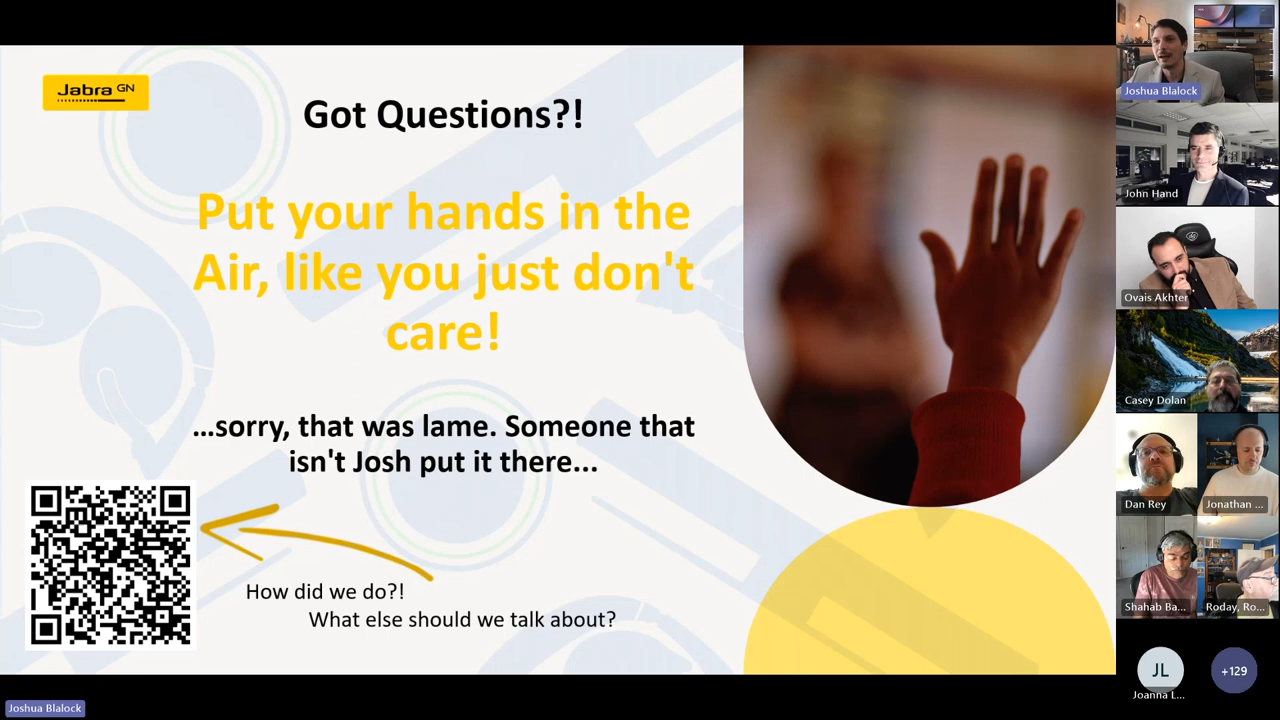 Jabra GN
Got Questions?!
Put your hands in the
Air, like you just don't
care!
...sorry, that was lame. Someone that
isn't Josh put it there...
How did we do?!
What else should we talk about?
Joshua Blalock
John Hand
Ovais Akhter
Casey Dolan
Dan Rey
Jonathan ...
Shahab Ba...
Roday, Ro...
JL
Joanna L...
+129
Joshua Blalock